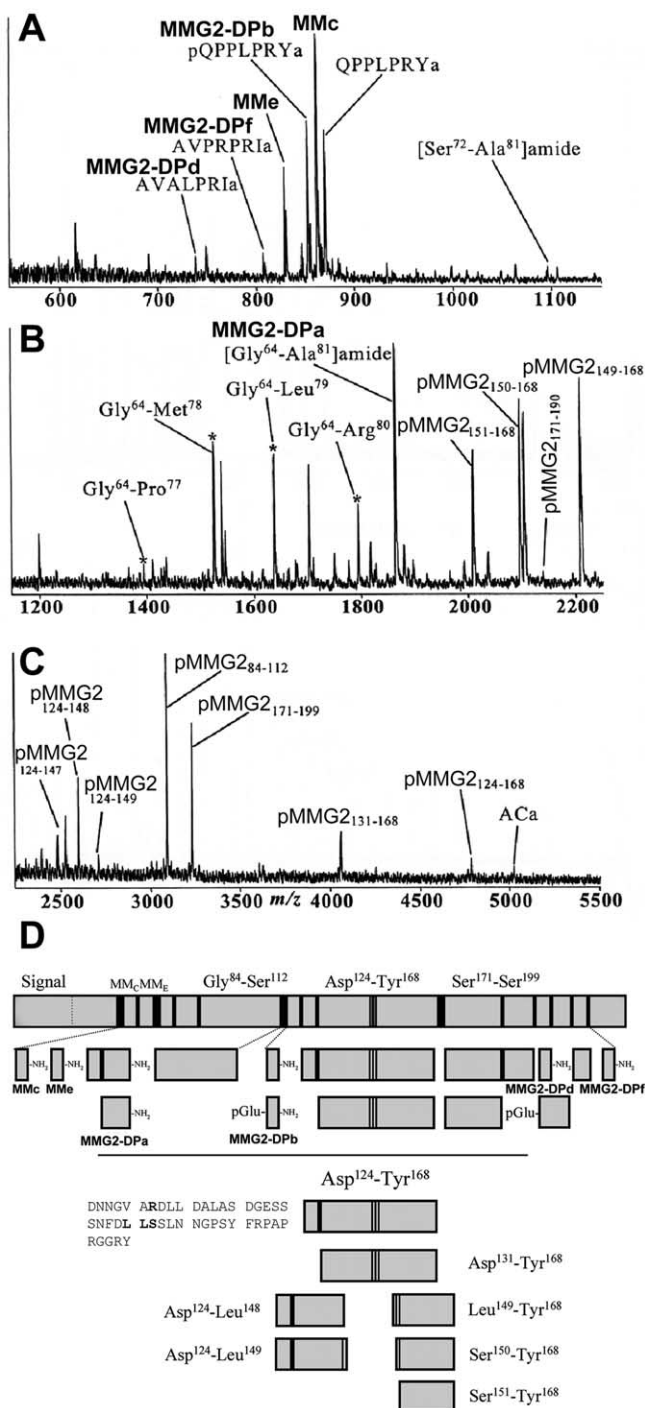 A
MMG2-DPb
pQPPLPRYa
MMc
QPPLPRYa
MMe
MMG2-DPf
AVPRPRIa
MMG2-DPd
AVALPRIa
[Ser72-Ala81]amide
600 700 800 900 1000 1100
B
MMG2-DPa
[Gly64-Ala81]amide
pMMG2149-168
pMMG2150-168
Gly64-Leu79
Gly64-Met78
Gly64-Arg80
pMMG2151-168
pMMG2171-190
Gly64-Pro77
* * * *
1200 1400 1600 1800 2000 2200
C
pMMG284-112
pMMG2
124-148
pMMG2171-199
pMMG2
124-147
pMMG2
124-149
pMMG2131-168
pMMG2124-168
ACa
2500 3000 3500 4000 4500 5000 5500
m/z
D
Signal MMCMME Gly84-Ser112 Asp124-Tyr168 Ser171-Ser199
-NH2 -NH2 -NH2 -NH2 -NH2 -NH2
MMc MMe MMG2-DPd MMG2-DPf
-NH2 pGlu- -NH2 pGlu-
MMG2-DPa MMG2-DPb
Asp124-Tyr168
DNNGV ARDLL DALAS DGESS
SNFDL LSSLN NGPSY FRPAP
RGGRY
Asp131-Tyr168
Asp124-Leu148 Leu149-Tyr168
Asp124-Leu149 Ser150-Tyr168
Ser151-Tyr168